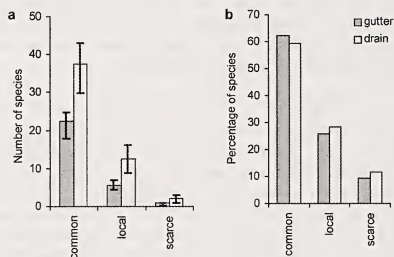 a
50
40
30
20
10
0
Number of species
common
local
scarce
b
70
60
50
40
30
20
10
0
Percentage of species
common
local
scarce
gutter
drain